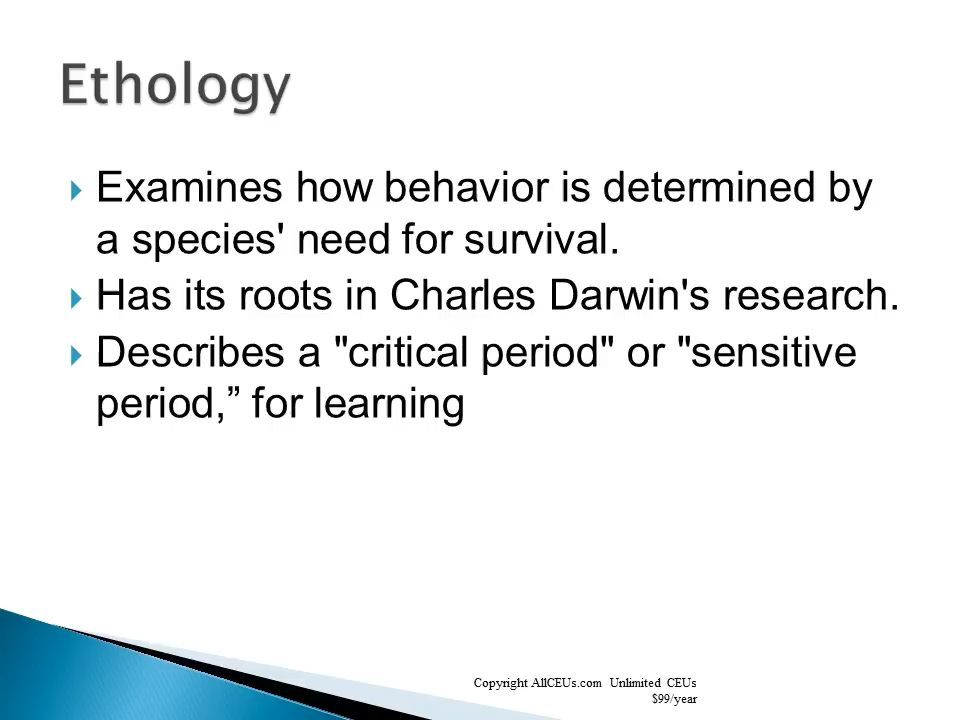 Ethology
Examines how behavior is determined by
a species' need for survival.
Has its roots in Charles Darwin's research.
Describes a "critical period" or "sensitive
period,” for learning
Copyright AllCEUs.com Unlimited CEUs
$99/year